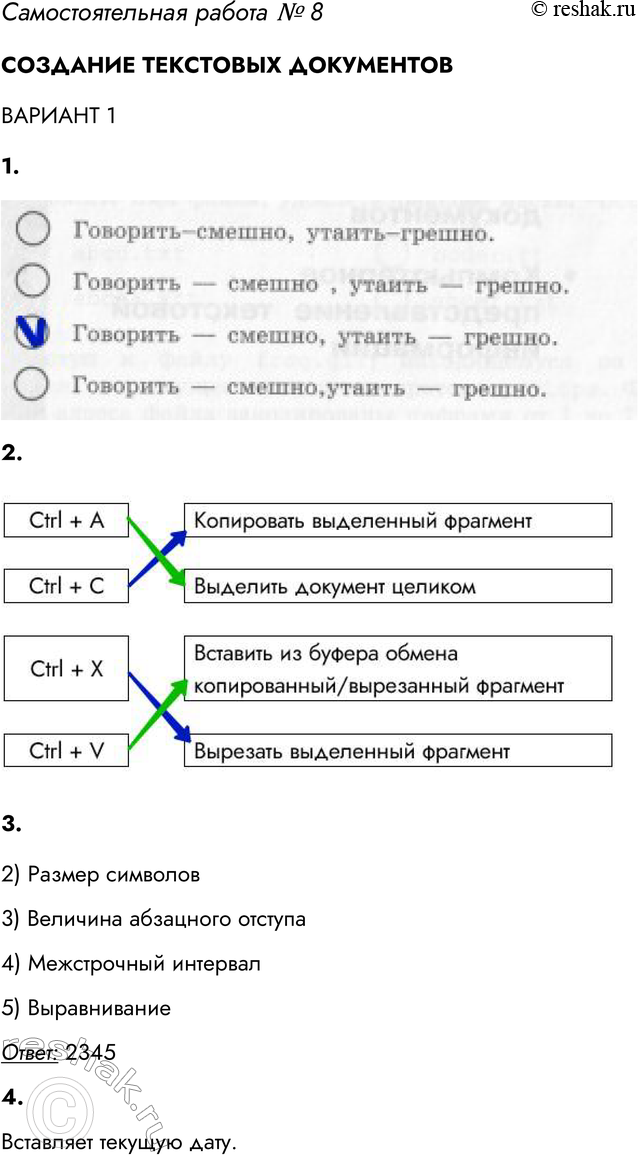 Самостоятельная работа № 8
© reshak.ru
СОЗДАНИЕ ТЕКСТОВЫХ ДОКУМЕНТОВ
ВАРИАНТ 1
1.
Говорить–смешно, утаить–грешно.
Говорить — смешно , утаить — грешно.
Говорить — смешно, утаить — грешно.
Говорить — смешно,утаить — грешно.
2.
Ctrl + A
Копировать выделенный фрагмент
Ctrl + C
Выделить документ целиком
Ctrl + X
Вставить из буфера обмена
копированный/вырезанный фрагмент
Ctrl + V
Вырезать выделенный фрагмент
3.
2) Размер символов
3) Величина абзацного отступа
4) Межстрочный интервал
5) Выравнивание
Ответ: 2345
4.
Вставляет текущую дату.
© reshak.ru